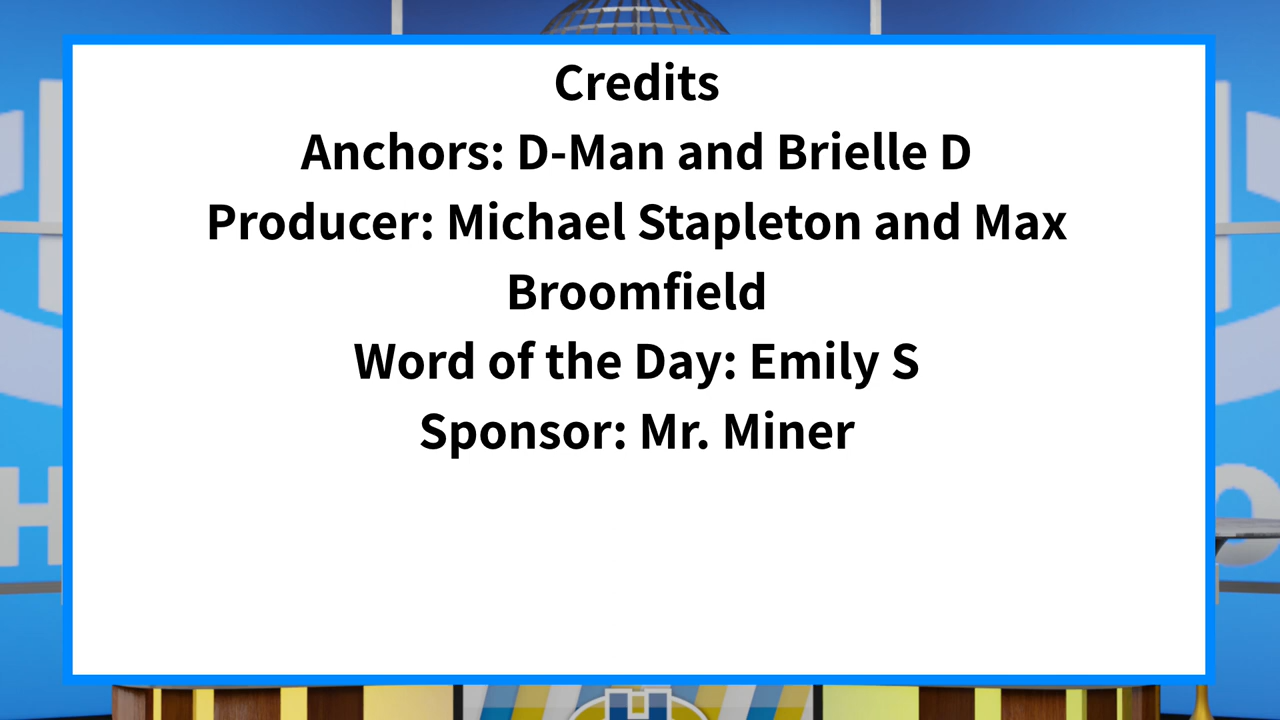 Credits
Anchors: D-Man and Brielle D
Producer: Michael Stapleton and Max
Broomfield
Word of the Day: Emily S
Sponsor: Mr. Miner
H